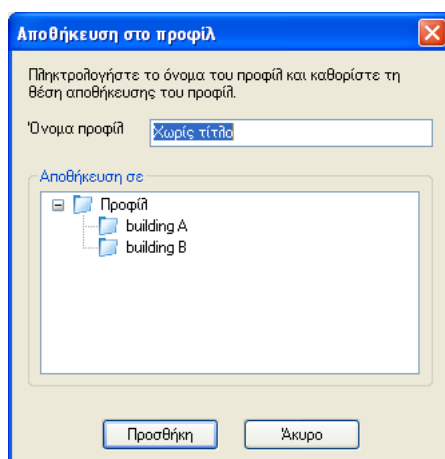 Αποθήκευση στο προφίλ
Πληκτρολογήστε το όνομα του προφίλ και καθορίστε τη
θέση αποθήκευσης του προφίλ.
Όνομα προφίλ Χωρίς τίτλο
Αποθήκευση σε
Προφίλ
building A
building B
Προσθήκη Άκυρο